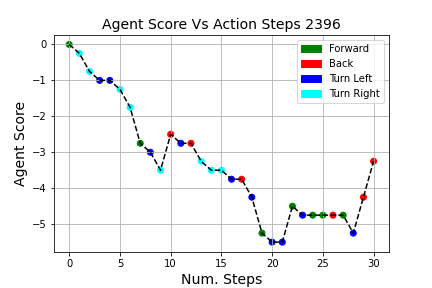 Agent Score Vs Action Steps 2396
Forward
Back
Turn Left
Turn Right
0
−1
−2
−3
−4
−5
Agent Score
0 5 10 15 20 25 30
Num. Steps